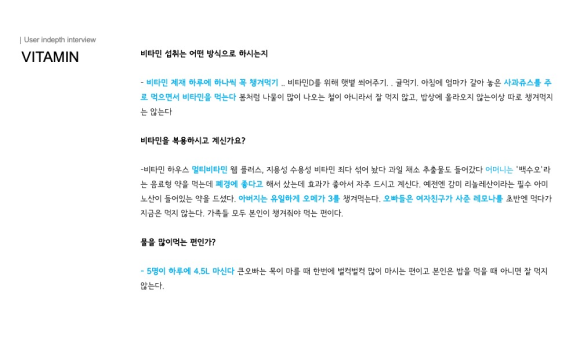 | User indepth interview
VITAMIN
비타민 섭취는 어떤 방식으로 하시는지
- 비타민 제재 하루에 하나씩 꼭 챙겨먹기 .. 비타민D를 위해 햇볕 쐬어주기. . 귤먹기. 아침에 엄마가 갈아 놓은 사과쥬스를 주
로 먹으면서 비타민을 먹는다 봄처럼 나물이 많이 나오는 철이 아니라서 잘 먹지 않고, 밥상에 올라오지 않는이상 따로 챙겨먹지
는 않는다
비타민을 복용하시고 계신가요?
-비타민 하우스 멀티비타민 웰 플러스, 지용성 수용성 비타민 죄다 섞어 놨다 과일 채소 추출물도 들어갔다 어머니는 '백수오'라
는 음료형 약을 먹는데 폐경에 좋다고 해서 샀는데 효과가 좋아서 자주 드시고 계신다. 예전엔 감미 리놀레산이라는 필수 아미
노산이 들어있는 약을 드셨다. 아버지는 유일하게 오메가 3를 챙겨먹는다. 오빠들은 여자친구가 사준 레모나를 초반엔 먹다가
지금은 먹지 않는다. 가족들 모두 본인이 챙겨줘야 먹는 편이다.
물을 많이먹는 편인가?
- 5명이 하루에 4.5L 마신다 큰오빠는 목이 마를 때 한번에 벌컥벌컥 많이 마시는 편이고 본인은 밥을 먹을 때 아니면 잘 먹지
않는다.